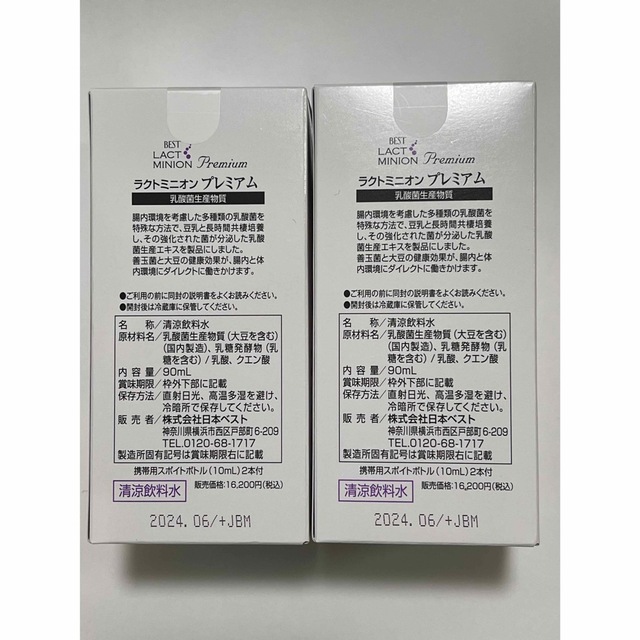 BEST
LACT
MINION Premium
ラクトミニオン プレミアム
乳酸菌生産物質
腸内環境を考慮した多種類の乳酸菌を
特殊な方法で、豆乳と長時間共棲培養
し、その強化された菌が分泌した乳酸
菌生産エキスを製品にしました。
善玉菌と大豆の健康効果が、腸内と体
内環境にダイレクトに働きかけます。
●ご利用の前に同封の説明書をよくお読みください。
●開封後は冷蔵庫に保管してください。
名 称/清涼飲料水
原材料名/乳酸菌生産物質(大豆を含む)
(国内製造)、乳糖発酵物(乳
糖を含む)/乳酸、クエン酸
内 容 量/90mL
賞味期限/枠外下部に記載
保存方法/直射日光、高温多湿を避け、
冷暗所で保存してください。
販 売 者/株式会社日本ベスト
神奈川県横浜市西区戸部町6-209
TEL.0120-68-1717
製造所固有記号は賞味期限右に記載
携帯用スポイトボトル(10mL)2本付
清涼飲料水 販売価格:16,200円(税込)
2024.06/+JBM
BEST
LACT
MINION Premium
ラクトミニオン プレミアム
乳酸菌生産物質
腸内環境を考慮した多種類の乳酸菌を
特殊な方法で、豆乳と長時間共棲培養
し、その強化された菌が分泌した乳酸
菌生産エキスを製品にしました。
善玉菌と大豆の健康効果が、腸内と体
内環境にダイレクトに働きかけます。
●ご利用の前に同封の説明書をよくお読みください。
●開封後は冷蔵庫に保管してください。
名 称/清涼飲料水
原材料名/乳酸菌生産物質(大豆を含む)
(国内製造)、乳糖発酵物(乳
糖を含む)/乳酸、クエン酸
内 容 量/90mL
賞味期限/枠外下部に記載
保存方法/直射日光、高温多湿を避け、
冷暗所で保存してください。
販 売 者/株式会社日本ベスト
神奈川県横浜市西区戸部町6-209
TEL.0120-68-1717
製造所固有記号は賞味期限右に記載
携帯用スポイトボトル(10mL)2本付
清涼飲料水 販売価格:16,200円(税込)
2024.06/+JBM